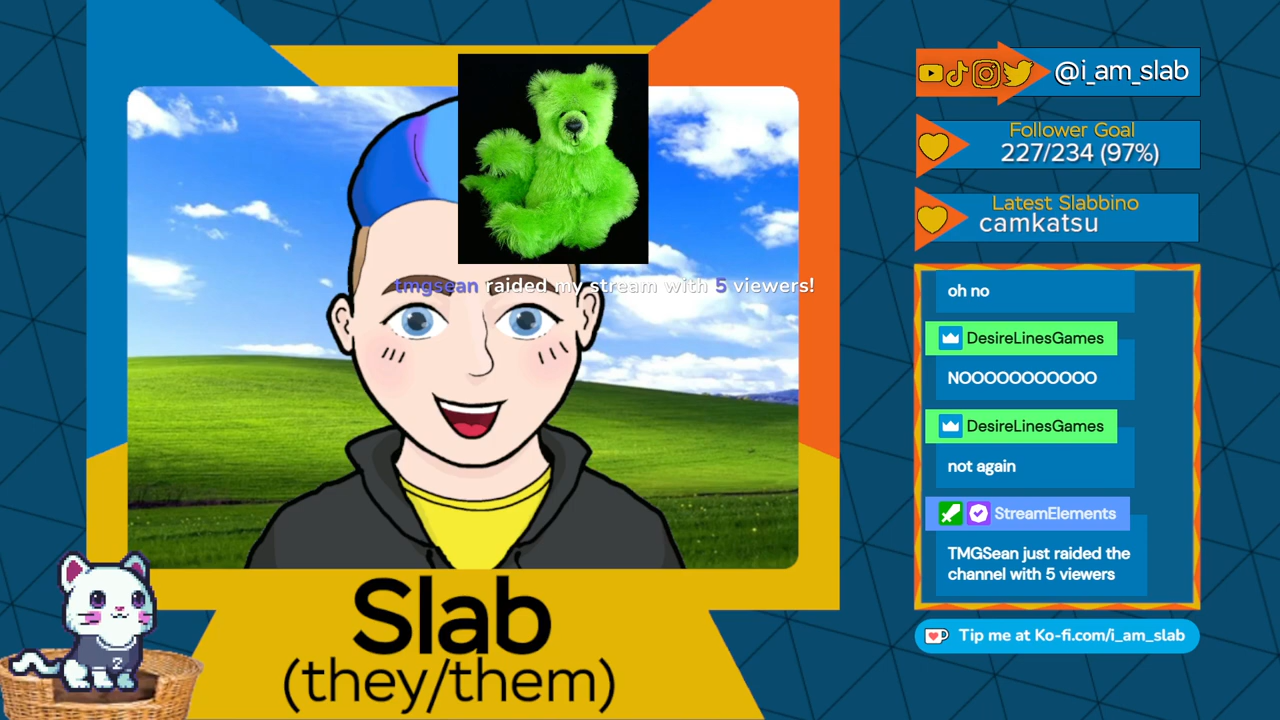 @i_am_slab
Follower Goal
227/234 (97%)
Latest Slabbino
camkatsu
tmgsean raided my stream with 5 viewers!
oh no
DesireLinesGames
NOOOOOOOOOOO
DesireLinesGames
not again
StreamElements
TMGSean just raided the
channel with 5 viewers
Tip me at Ko-fi.com/i_am_slab
Slab
(they/them)
2